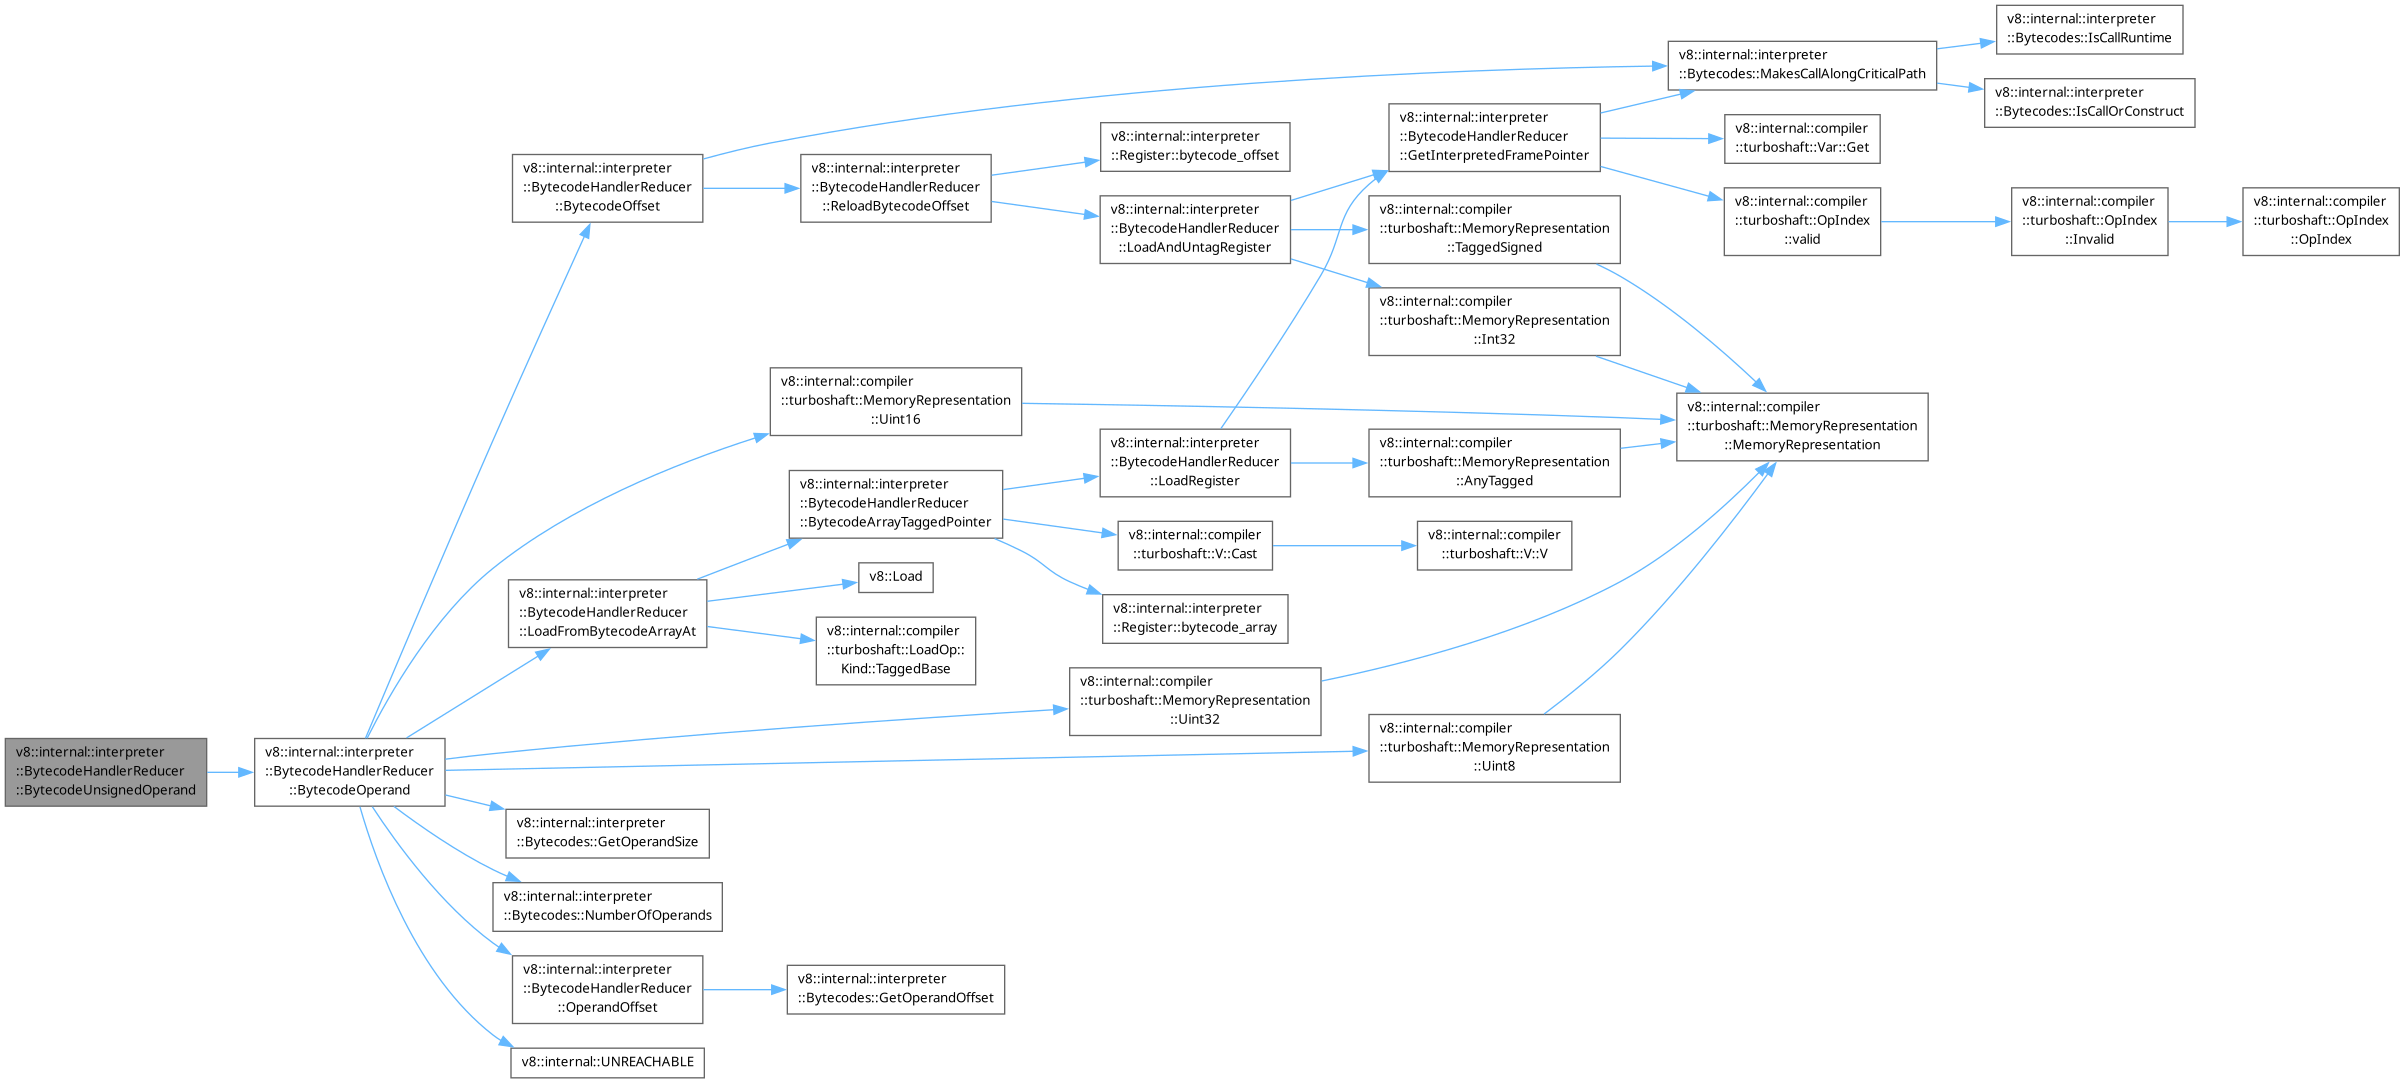 v8::internal::interpreter
::BytecodeHandlerReducer
::BytecodeUnsignedOperand
v8::internal::interpreter
::BytecodeHandlerReducer
::BytecodeOperand
v8::internal::interpreter
::BytecodeHandlerReducer
::BytecodeOffset
v8::internal::interpreter
::BytecodeHandlerReducer
::ReloadBytecodeOffset
v8::internal::interpreter
::Register::bytecode_offset
v8::internal::interpreter
::BytecodeHandlerReducer
::LoadAndUntagRegister
v8::internal::interpreter
::BytecodeHandlerReducer
::GetInterpretedFramePointer
v8::internal::interpreter
::Bytecodes::MakesCallAlongCriticalPath
v8::internal::interpreter
::Bytecodes::IsCallRuntime
v8::internal::interpreter
::Bytecodes::IsCallOrConstruct
v8::internal::compiler
::turboshaft::Var::Get
v8::internal::compiler
::turboshaft::OpIndex
::valid
v8::internal::compiler
::turboshaft::OpIndex
::Invalid
v8::internal::compiler
::turboshaft::OpIndex
::OpIndex
v8::internal::compiler
::turboshaft::MemoryRepresentation
::TaggedSigned
v8::internal::compiler
::turboshaft::MemoryRepresentation
::Int32
v8::internal::compiler
::turboshaft::MemoryRepresentation
::MemoryRepresentation
v8::internal::compiler
::turboshaft::MemoryRepresentation
::Uint16
v8::internal::interpreter
::BytecodeHandlerReducer
::LoadFromBytecodeArrayAt
v8::internal::interpreter
::BytecodeHandlerReducer
::BytecodeArrayTaggedPointer
v8::internal::interpreter
::BytecodeHandlerReducer
::LoadRegister
v8::internal::compiler
::turboshaft::MemoryRepresentation
::AnyTagged
v8::internal::compiler
::turboshaft::V::Cast
v8::internal::compiler
::turboshaft::V::V
v8::internal::interpreter
::Register::bytecode_array
v8::Load
v8::internal::compiler
::turboshaft::LoadOp::
Kind::TaggedBase
v8::internal::compiler
::turboshaft::MemoryRepresentation
::Uint32
v8::internal::compiler
::turboshaft::MemoryRepresentation
::Uint8
v8::internal::interpreter
::Bytecodes::GetOperandSize
v8::internal::interpreter
::Bytecodes::NumberOfOperands
v8::internal::interpreter
::BytecodeHandlerReducer
::OperandOffset
v8::internal::interpreter
::Bytecodes::GetOperandOffset
v8::internal::UNREACHABLE